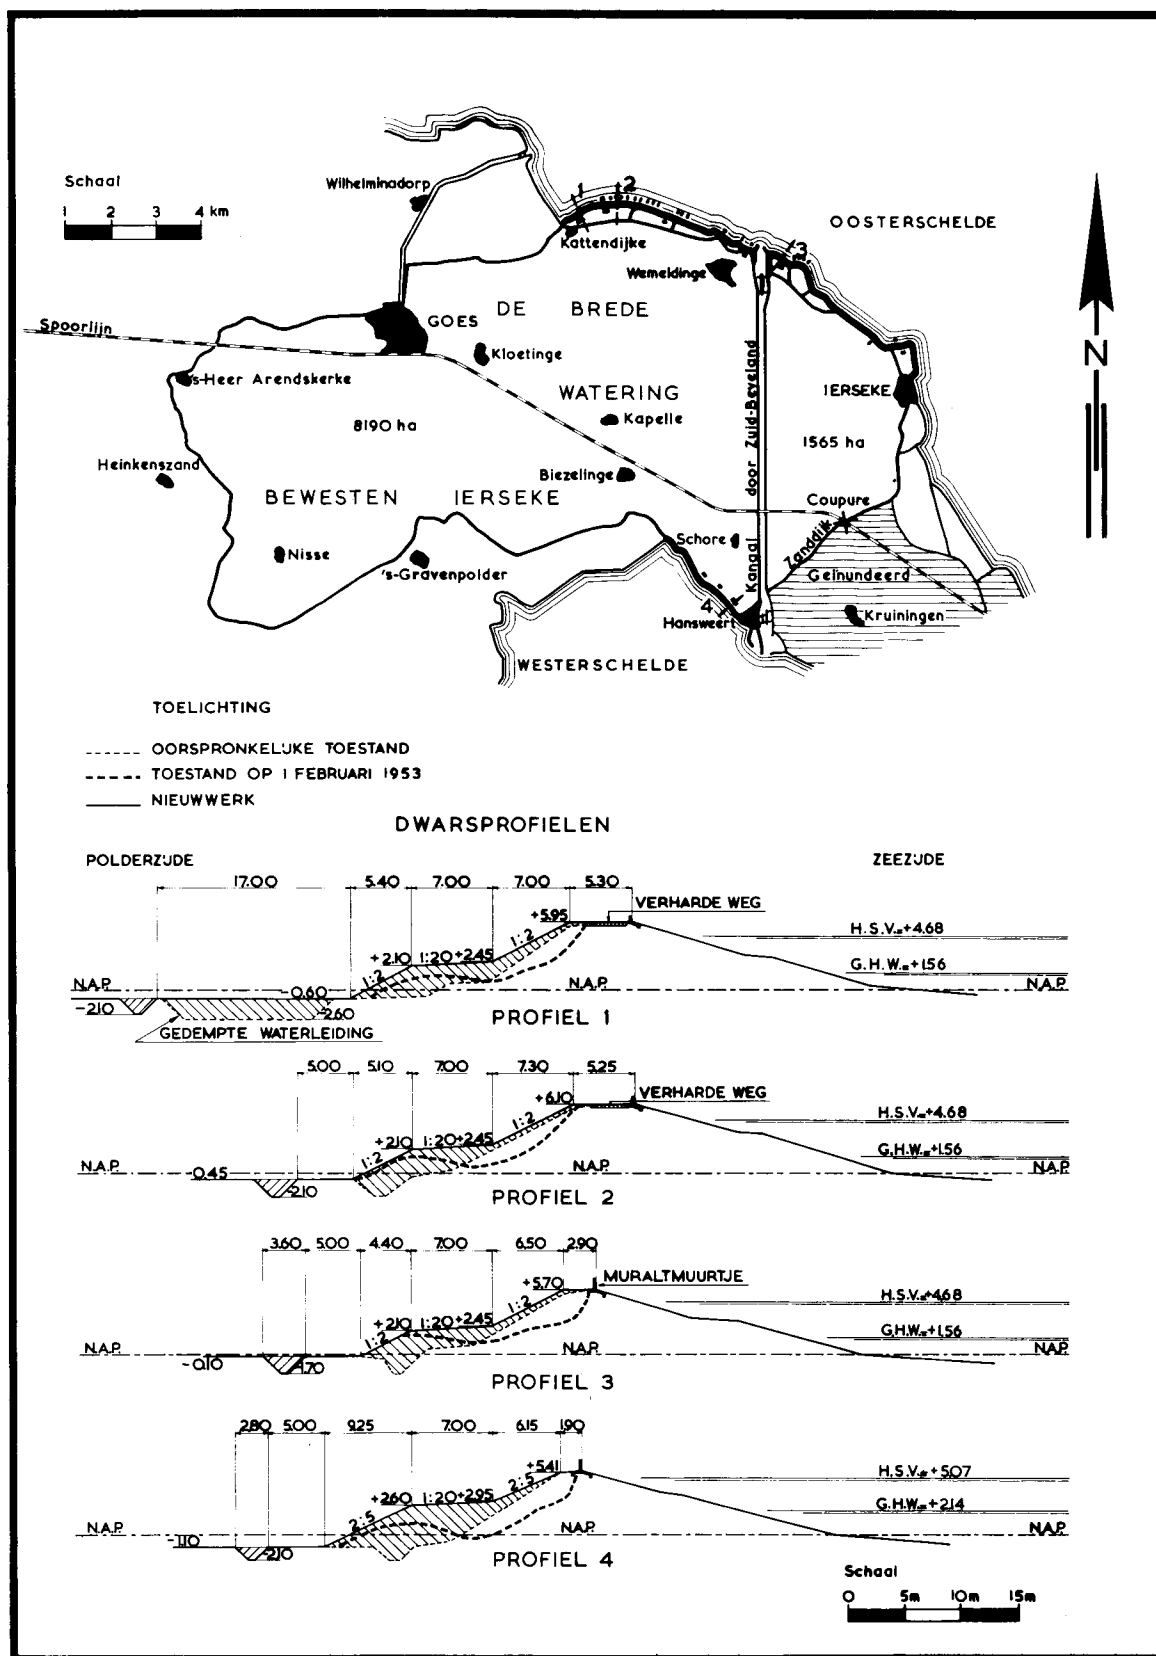 Schaal
1 2 3 4 km
Wilhelminadorp
1 2
Kattendijke
OOSTERSCHELDE
3
Wemeldinge
DE BREDE
GOES
Spoorlijn
Kloetinge
N
's-Heer Arendskerke
WATERING
IERSEKE
Kapelle
8190 ha
1565 ha
Kanaal door Zuid-Beveland
Heinkenszand
Biezelinge
BEWESTEN IERSEKE
Coupure
Schore
Zanddijk
Nisse
's-Gravenpolder
Geïnundeerd
4
Hansweert
Kruiningen
WESTERSCHELDE
TOELICHTING
OORSPRONKELIJKE TOESTAND
TOESTAND OP 1 FEBRUARI 1953
NIEUWWERK
DWARSPROFIELEN
POLDERZIJDE ZEEZIJDE
17.00 5.40 7.00 7.00 5.30
VERHARDE WEG
+5.95
H.S.V.=+4.68
1:2
+2.10 1:20 +2.45
G.H.W.=+1.56
1:2
N.A.P. -0.60 N.A.P. N.A.P.
-2.10 -2.60
PROFIEL 1
GEDEMPTE WATERLEIDING
5.00 5.10 7.00 7.30 5.25
VERHARDE WEG
+6.10
H.S.V.=+4.68
1:2
+2.10 1:20 +2.45
G.H.W.=+1.56
1:2
N.A.P. N.A.P. N.A.P.
-0.45
-2.10
PROFIEL 2
3.60 5.00 4.40 7.00 6.50 2.90
MURALTMUURTJE
+5.70
H.S.V.=+4.68
1:2
+2.10 1:20 +2.45
G.H.W.=+1.56
1:2
N.A.P. N.A.P. N.A.P.
-0.10
-1.70
PROFIEL 3
2.80 5.00 9.25 7.00 6.15 1.90
+5.41
H.S.V.=+5.07
2:5
+2.60 1:20 +2.95
G.H.W.=+2.14
2:5
N.A.P. N.A.P. N.A.P.
-1.10
-2.10
PROFIEL 4
Schaal
0 5m 10m 15m